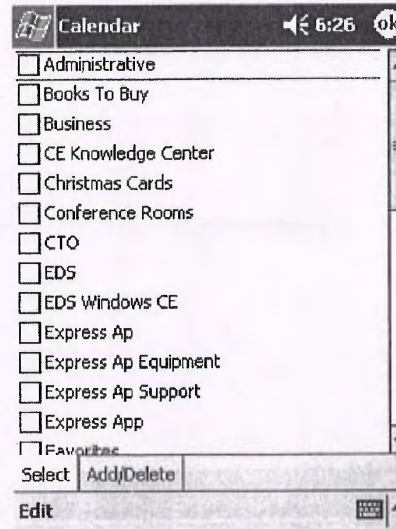 Calendar 6:26 ok
Administrative
Books To Buy
Business
CE Knowledge Center
Christmas Cards
Conference Rooms
CTO
EDS
EDS Windows CE
Express Ap
Express Ap Equipment
Express Ap Support
Express App
Favorites
Select Add/Delete
Edit